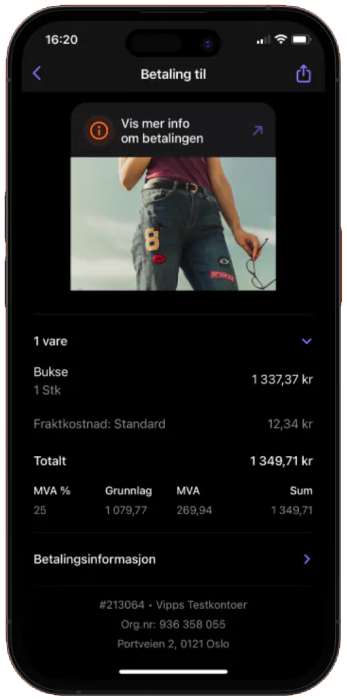 16:20
Betaling til
Vis mer info
om betalingen
8
1 vare
Bukse
1 337,37 kr
1 Stk
Fraktkostnad: Standard 12,34 kr
Totalt 1 349,71 kr
MVA % Grunnlag MVA Sum
25 1 079,77 269,94 1 349,71
Betalingsinformasjon
#213064 • Vipps Testkontoer
Org.nr: 936 358 055
Portveien 2, 0121 Oslo